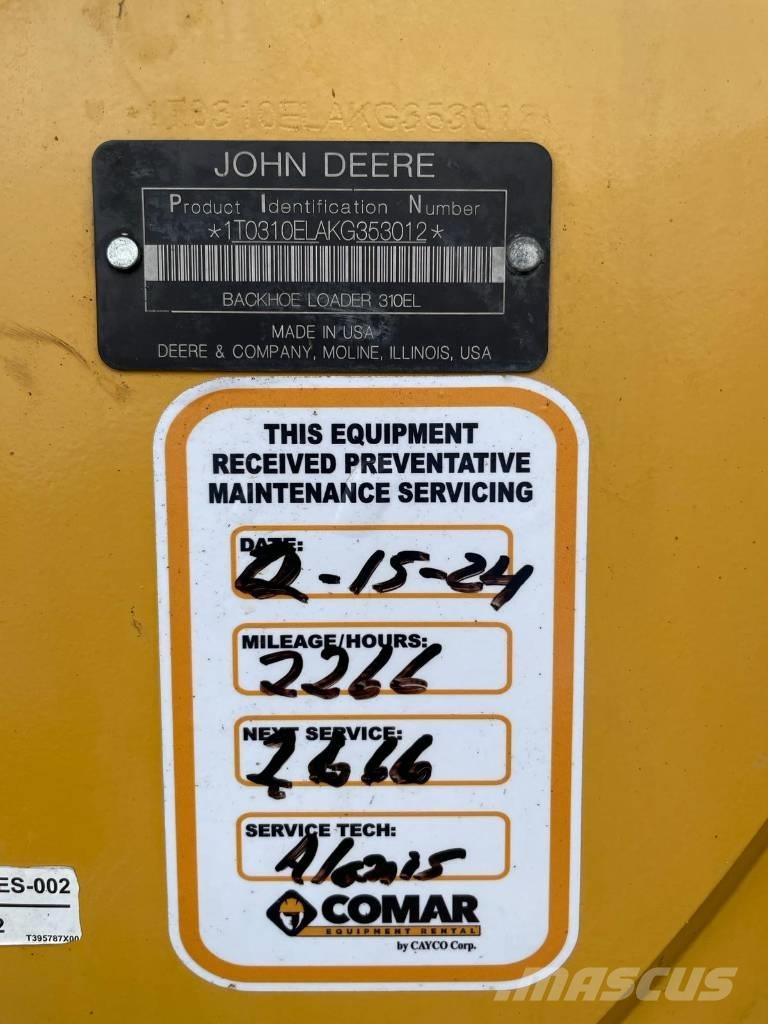 1T0310ELAKG353012
JOHN DEERE
Product Identification Number
*1T0310ELAKG353012*
BACKHOE LOADER 310EL
MADE IN USA
DEERE & COMPANY, MOLINE, ILLINOIS, USA
THIS EQUIPMENT
RECEIVED PREVENTATIVE
MAINTENANCE SERVICING
DATE:
-15-24
MILEAGE/HOURS:
2266
NEXT SERVICE:
SERVICE TECH:
COMAR
EQUIPMENT RENTAL
by CAYCO Corp.
ES-002
2
T395787X00
MASCUS